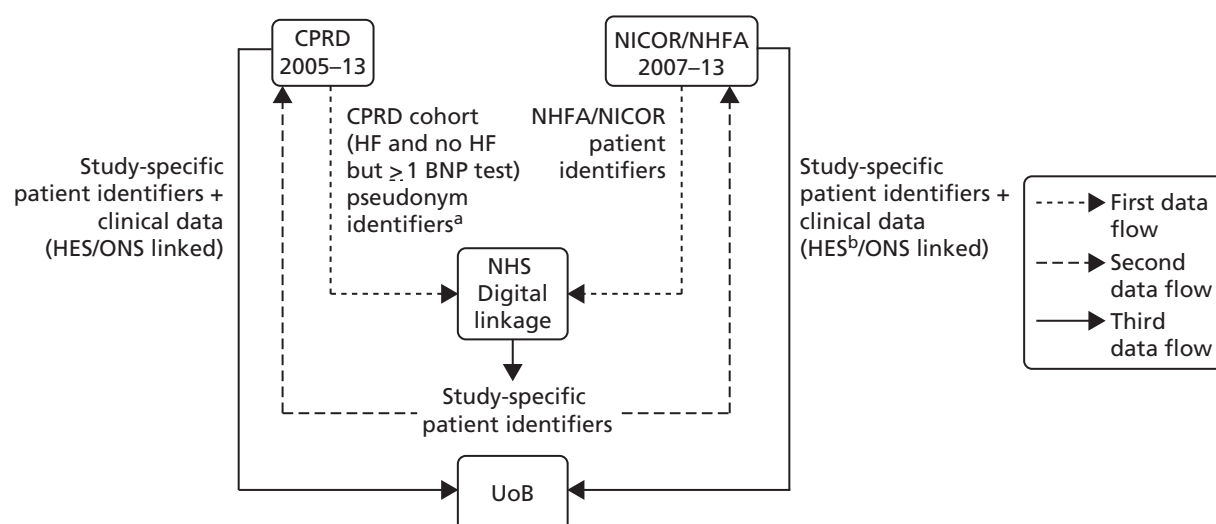 CPRD
2005–13
NICOR/NHFA
2007–13
CPRD cohort
(HF and no HF
but ≥1 BNP test)
pseudonym
identifiersᵃ
NHFA/NICOR
patient
identifiers
Study-specific
patient identifiers +
clinical data
(HES/ONS linked)
Study-specific
patient identifiers +
clinical data
(HESᵇ/ONS linked)
NHS
Digital
linkage
Study-specific
patient identifiers
UoB
First data
flow
Second
data flow
Third
data flow